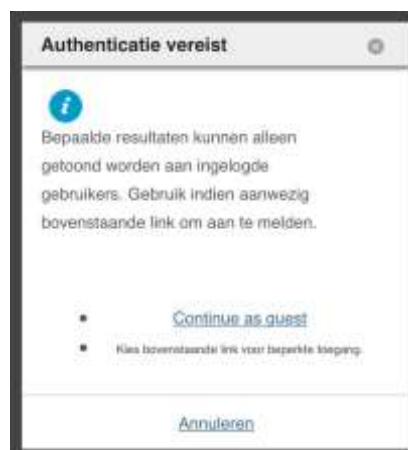 Authenticatie vereist
Bepaalde resultaten kunnen alleen
getoond worden aan ingelogde
gebruikers. Gebruik indien aanwezig
bovenstaande link om aan te melden.
Continue as guest
Kies bovenstaande link voor beperkte toegang.
Annuleren